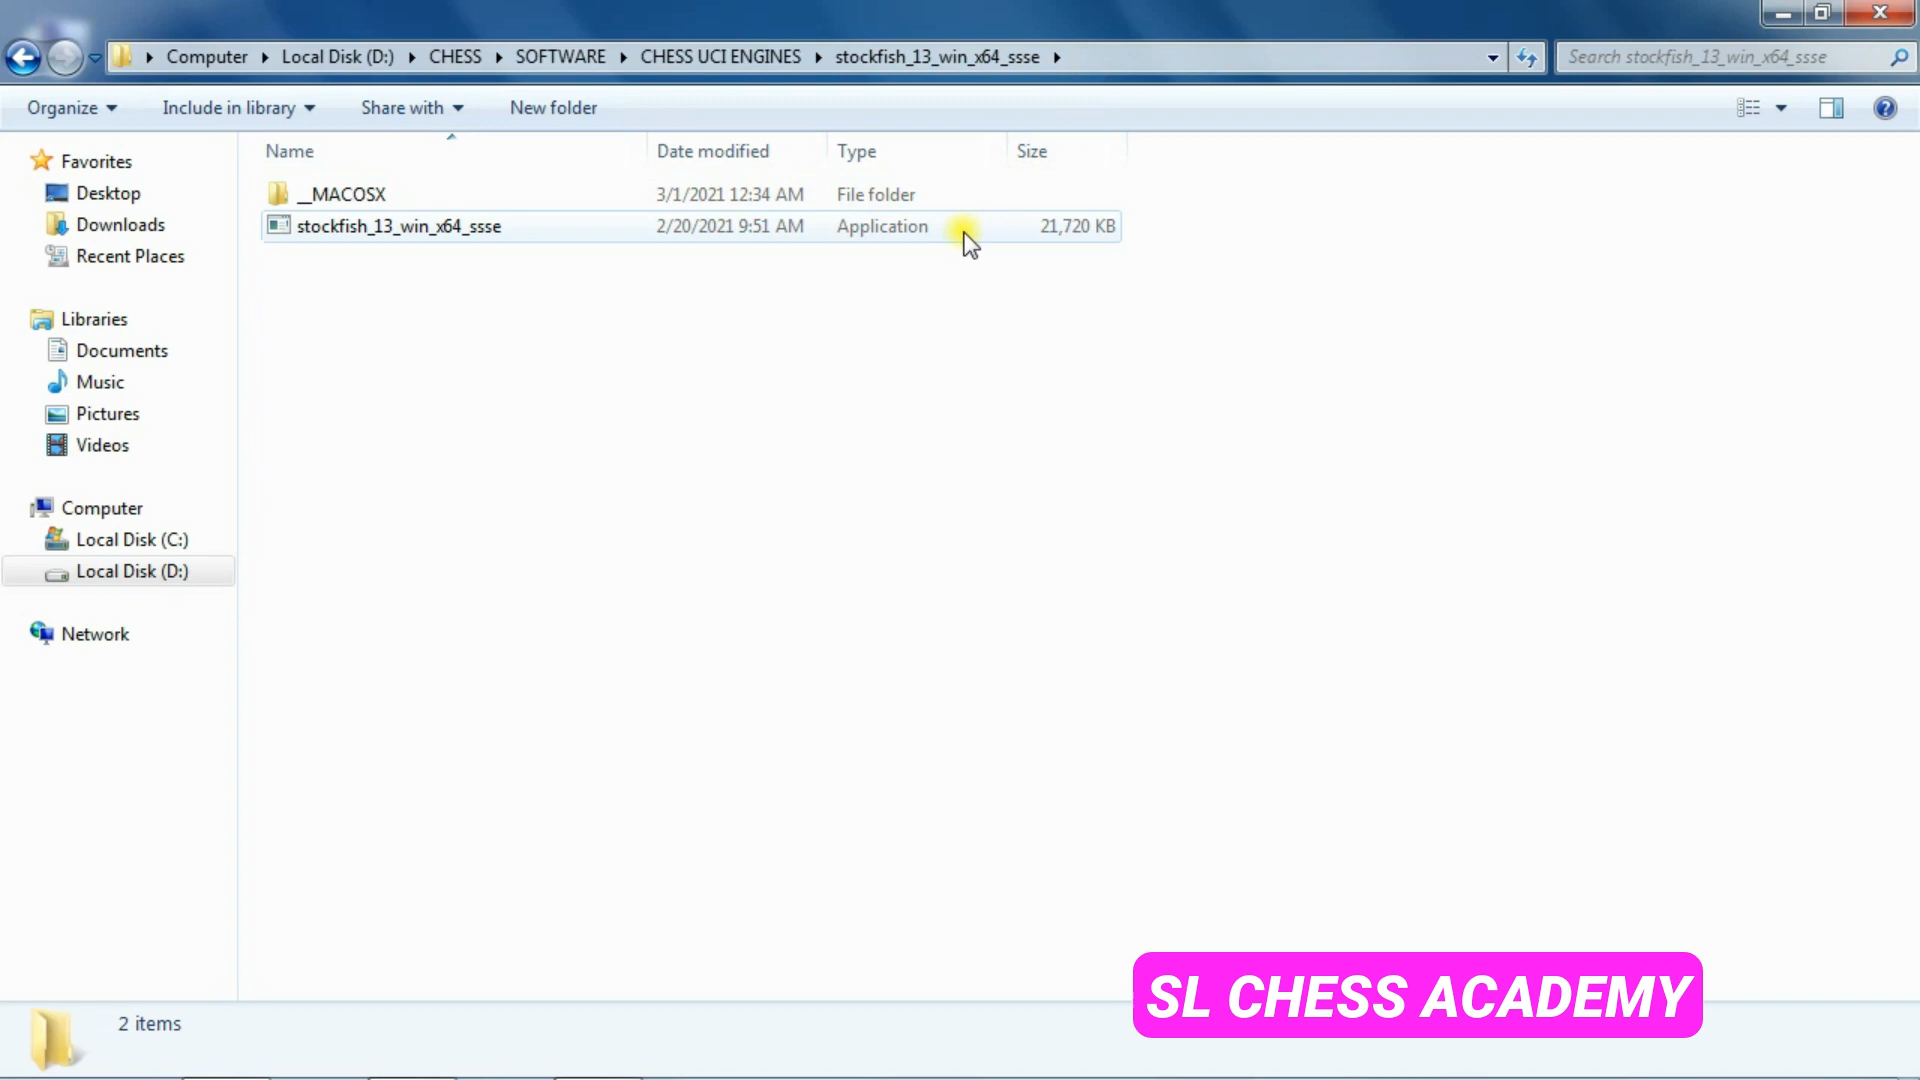 Computer Local Disk (D:) CHESS SOFTWARE CHESS UCI ENGINES stockfish_13_win_x64_ssse
Search stockfish_13_win_x64_ssse
Organize Include in library Share with New folder
Name Date modified Type Size
__MACOSX 3/1/2021 12:34 AM File folder
stockfish_13_win_x64_ssse 2/20/2021 9:51 AM Application 21,720 KB
Favorites
Desktop
Downloads
Recent Places
Libraries
Documents
Music
Pictures
Videos
Computer
Local Disk (C:)
Local Disk (D:)
Network
SL CHESS ACADEMY
2 items